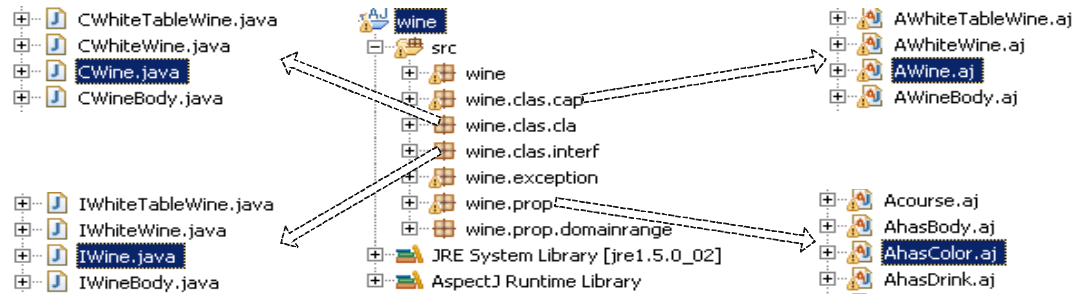 CWhiteTableWine.java
CWhiteWine.java
CWine.java
CWineBody.java
IWhiteTableWine.java
IWhiteWine.java
IWine.java
IWineBody.java
wine
src
wine
wine.clas.cap
wine.clas.cla
wine.clas.interf
wine.exception
wine.prop
wine.prop.domainrange
JRE System Library [jre1.5.0_02]
AspectJ Runtime Library
AWhiteTableWine.aj
AWhiteWine.aj
AWine.aj
AWineBody.aj
Acourse.aj
AhasBody.aj
AhasColor.aj
AhasDrink.aj